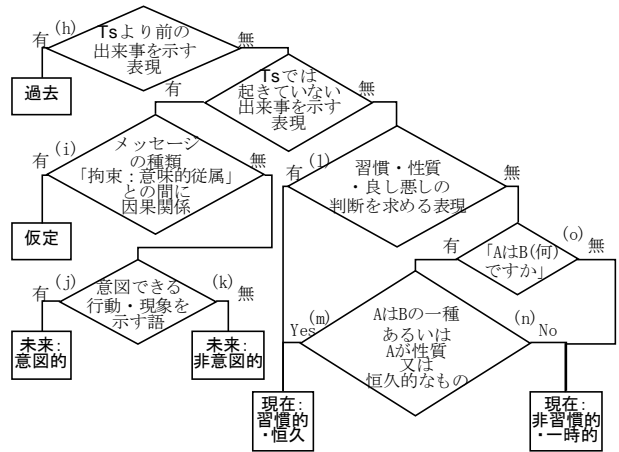 (h)
Tsより前の
出来事を示す
表現
有
無
過去
Tsでは
起きていない
出来事を示す
表現
有
無
(i)
メッセージ
の種類
「拘束：意味的従属」
との間に
因果関係
有
無
仮定
(l)
習慣・性質
・良し悪しの
判断を求める表現
有
無
(j)
意図できる
行動・現象を
示す語
有
(k)
無
未来：
意図的
未来：
非意図的
(o)
「AはB(何)
ですか」
有
無
(m)
Yes
AはBの一種
あるいは
Aが性質
又は
恒久的なもの
(n)
No
現在：
習慣的
・恒久
現在：
非習慣的
・一時的